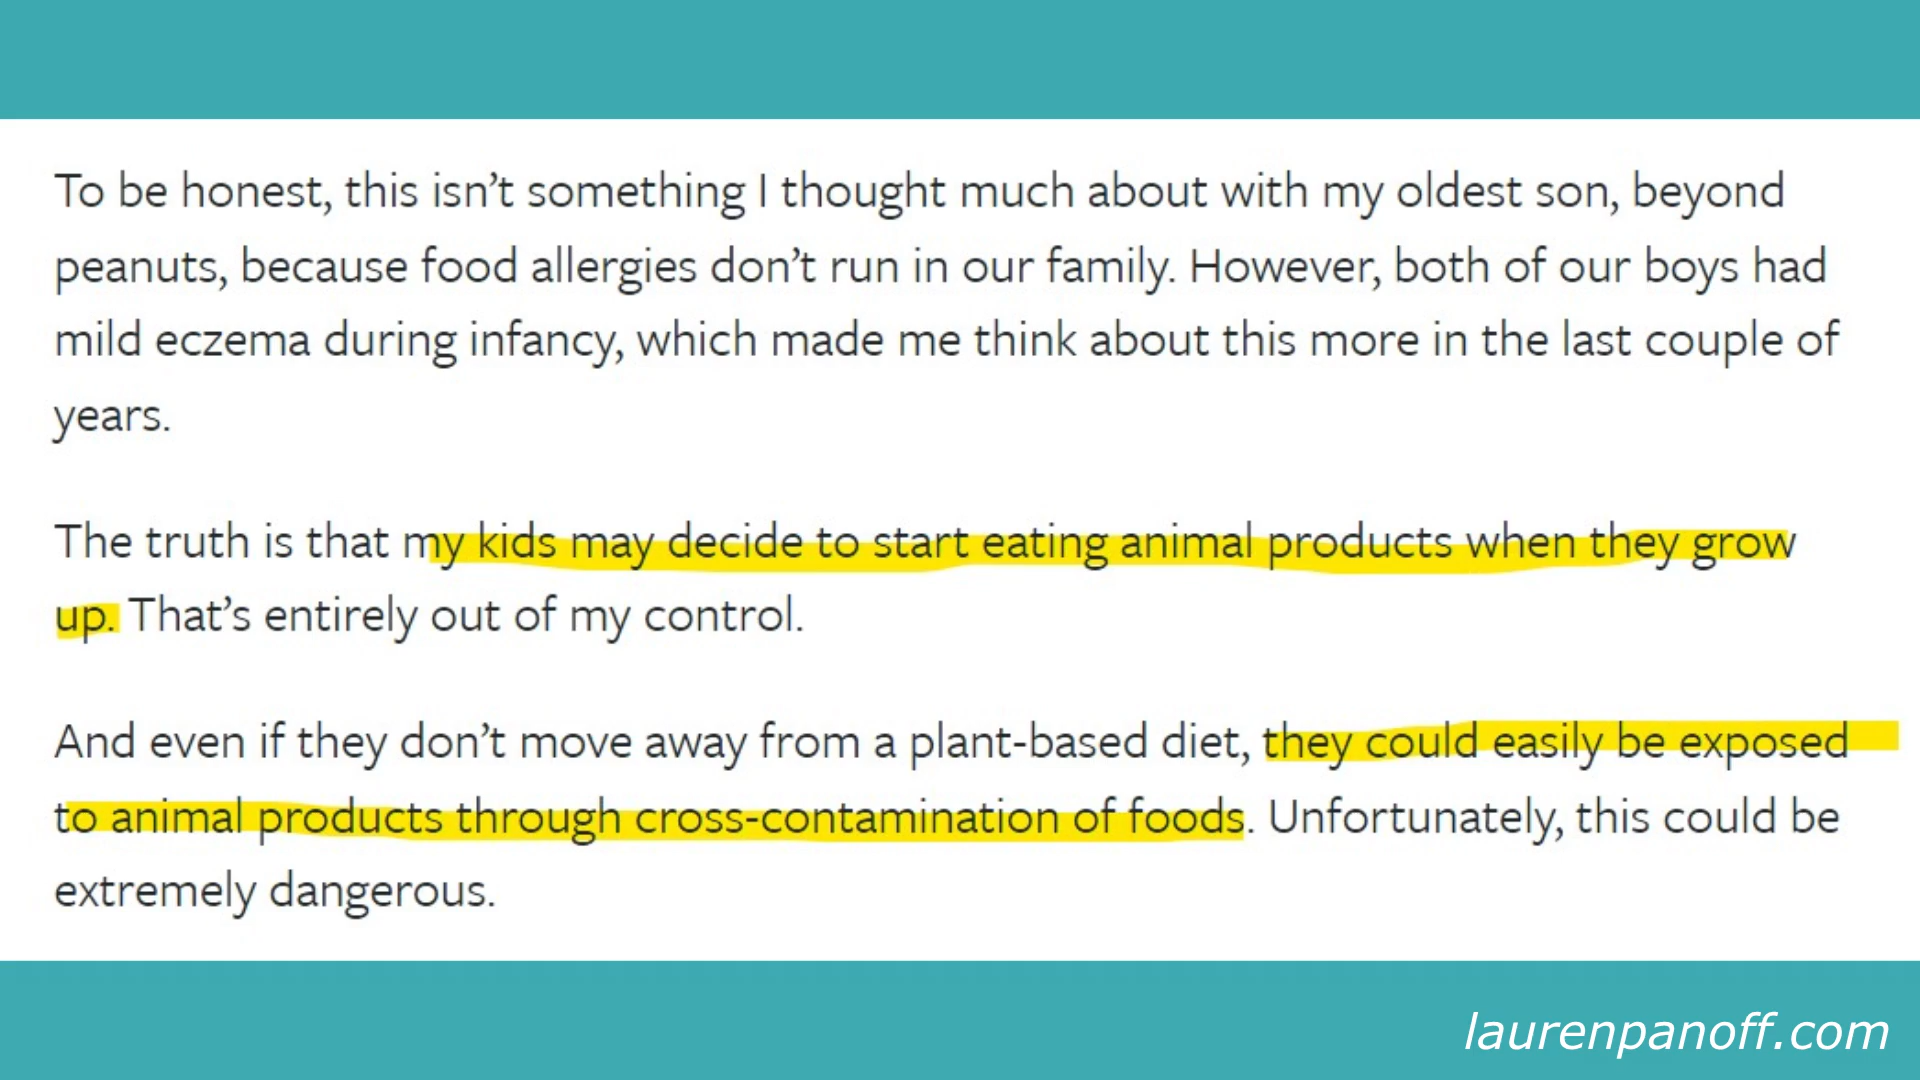 To be honest, this isn’t something I thought much about with my oldest son, beyond
peanuts, because food allergies don’t run in our family. However, both of our boys had
mild eczema during infancy, which made me think about this more in the last couple of
years.
The truth is that my kids may decide to start eating animal products when they grow
up. That’s entirely out of my control.
And even if they don’t move away from a plant-based diet, they could easily be exposed
to animal products through cross-contamination of foods. Unfortunately, this could be
extremely dangerous.
laurenpanoff.com